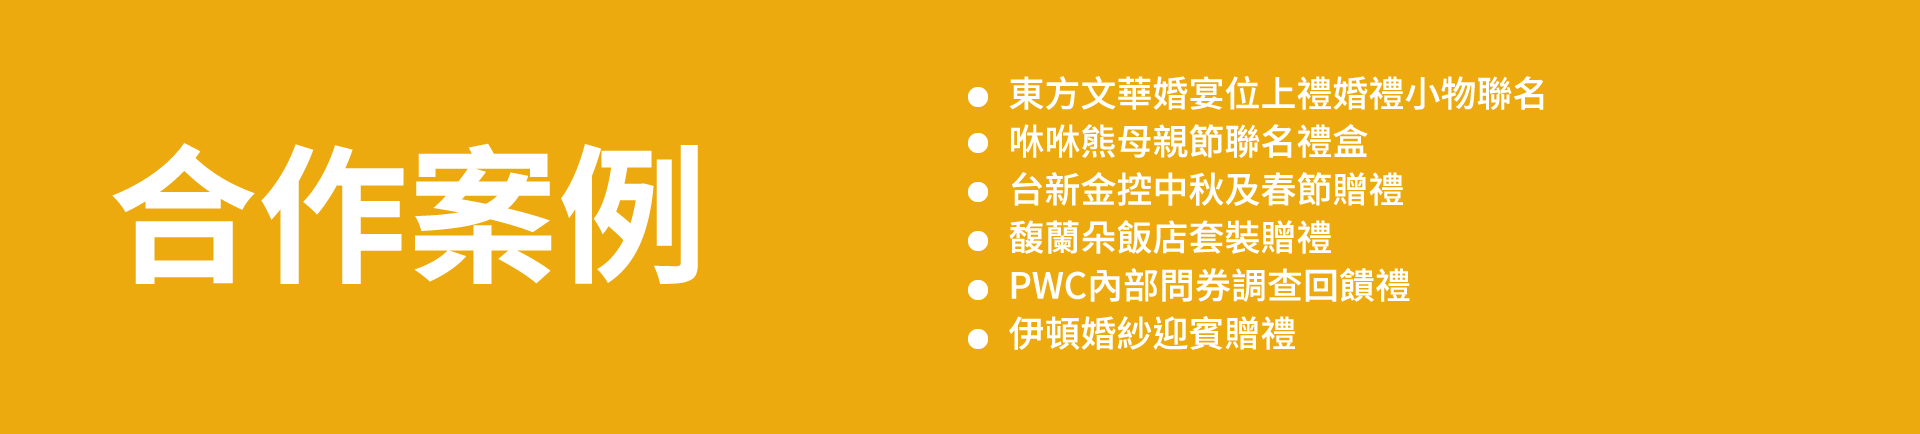 合作案例
東方文華婚宴位上禮婚禮小物聯名
咻咻熊母親節聯名禮盒
台新金控中秋及春節贈禮
馥蘭朵飯店套裝贈禮
PWC內部問券調查回饋禮
伊頓婚紗迎賓贈禮